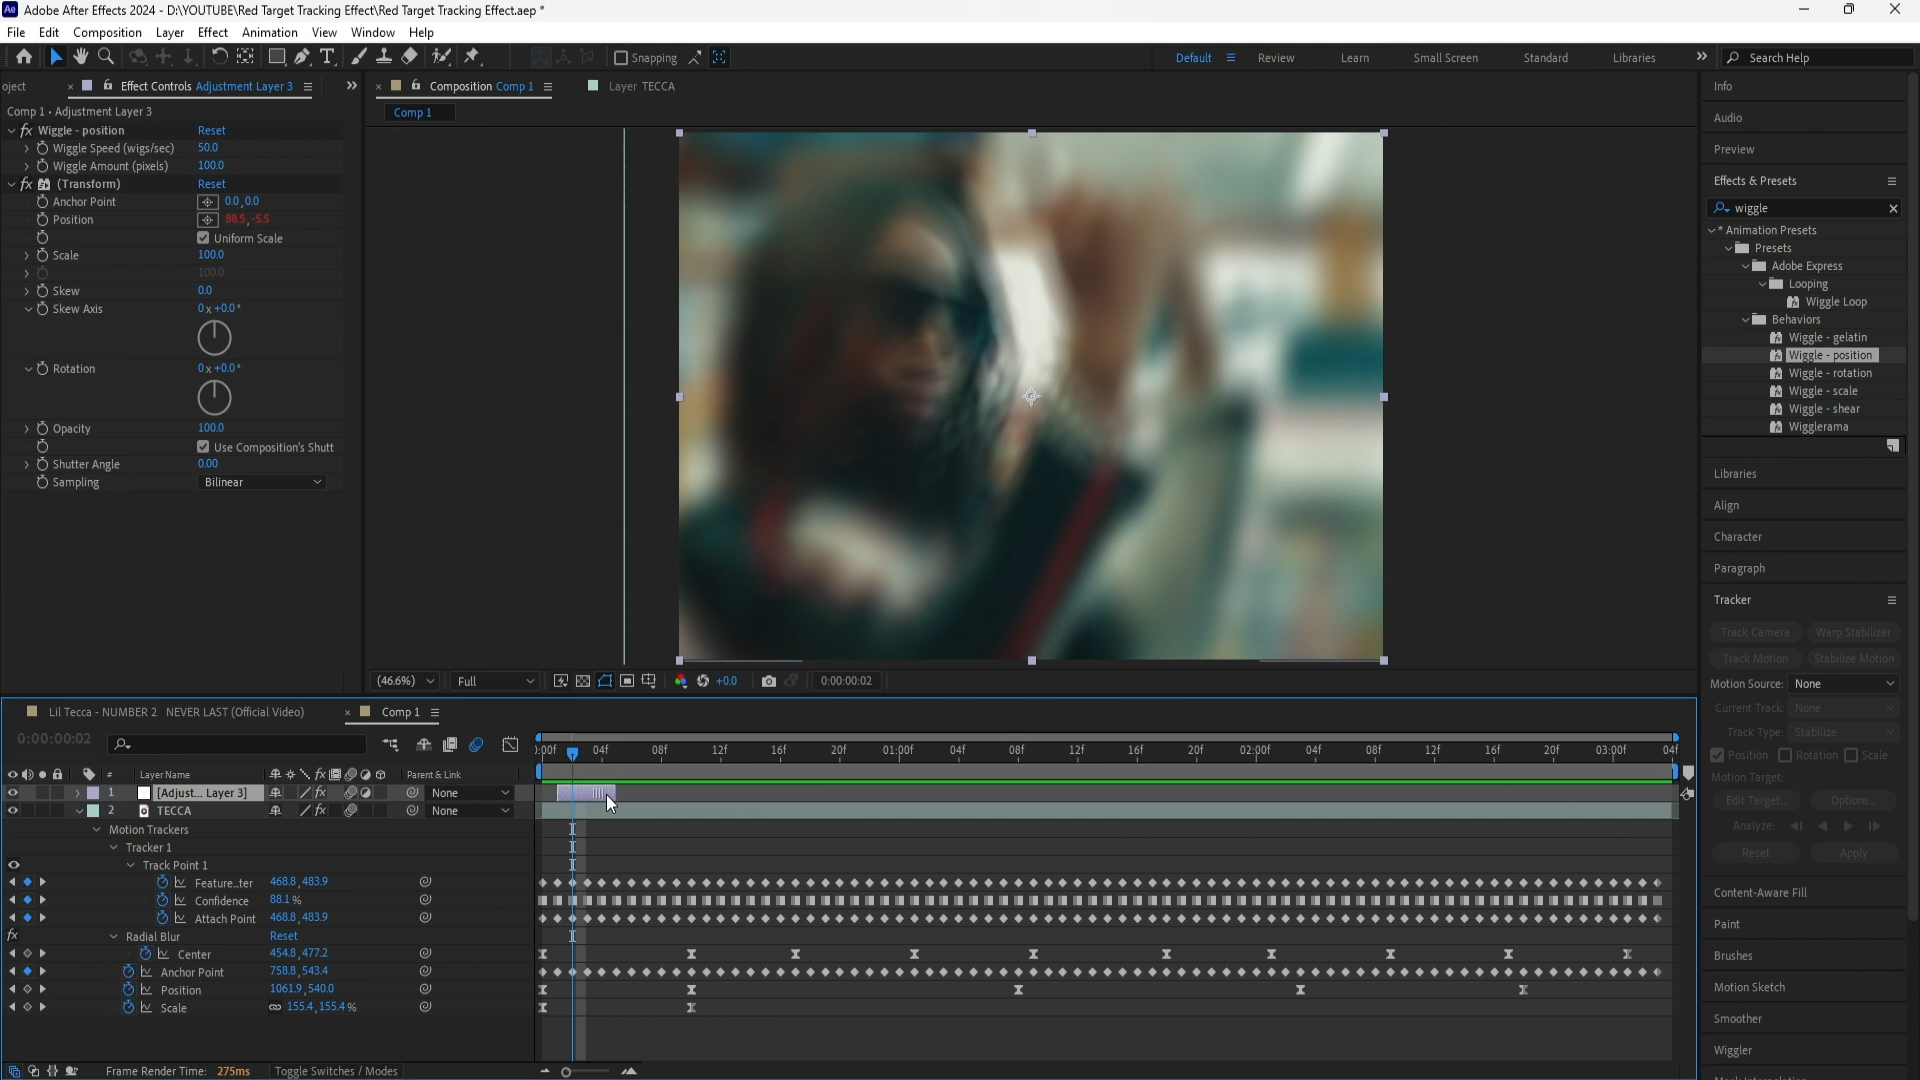 Adobe After Effects 2024 - D:\YOUTUBE\Red Target Tracking Effect\Red Target Tracking Effect.aep *
File Edit Composition Layer Effect Animation View Window Help
Snapping Default Review Learn Small Screen Standard Libraries Search Help
oject Effect Controls Adjustment Layer 3
Composition Comp 1 Layer TECCA
Comp 1 • Adjustment Layer 3
Comp 1
Wiggle - position Reset
Wiggle Speed (wigs/sec) 50.0
Wiggle Amount (pixels) 100.0
(Transform) Reset
Anchor Point 0.0,0.0
Position 88.5,-5.5
Uniform Scale
Scale 100.0
100.0
Skew 0.0
Skew Axis 0x+0.0°
Rotation 0x+0.0°
Opacity 100.0
Use Composition's Shutt
Shutter Angle 0.00
Sampling Bilinear
(46.6%) Full +0.0 0:00:00:02
Info
Audio
Preview
Effects & Presets
wiggle
* Animation Presets
Presets
Adobe Express
Looping
Wiggle Loop
Behaviors
Wiggle - gelatin
Wiggle - position
Wiggle - rotation
Wiggle - scale
Wiggle - shear
Wigglerama
Libraries
Align
Character
Paragraph
Tracker
Track Camera Warp Stabilizer
Track Motion Stabilize Motion
Motion Source: None
Current Track: None
Track Type: Stabilize
Position Rotation Scale
Motion Target:
Edit Target... Options...
Analyze:
Reset Apply
Content-Aware Fill
Paint
Brushes
Motion Sketch
Smoother
Wiggler
Lil Tecca - NUMBER 2 NEVER LAST (Official Video) Comp 1
0:00:00:02
):00f 04f 08f 12f 16f 20f 01:00f 04f 08f 12f 16f 20f 02:00f 04f 08f 12f 16f 20f 03:00f 04f
# Layer Name fx Parent & Link
1 [Adjust... Layer 3] fx None
2 TECCA fx None
Motion Trackers
Tracker 1
Track Point 1
Feature...ter 468.8,483.9
Confidence 88.1 %
Attach Point 468.8,483.9
fx Radial Blur Reset
Center 454.8,477.2
Anchor Point 758.8,543.4
Position 1061.9,540.0
Scale 155.4,155.4 %
Frame Render Time: 275ms Toggle Switches / Modes